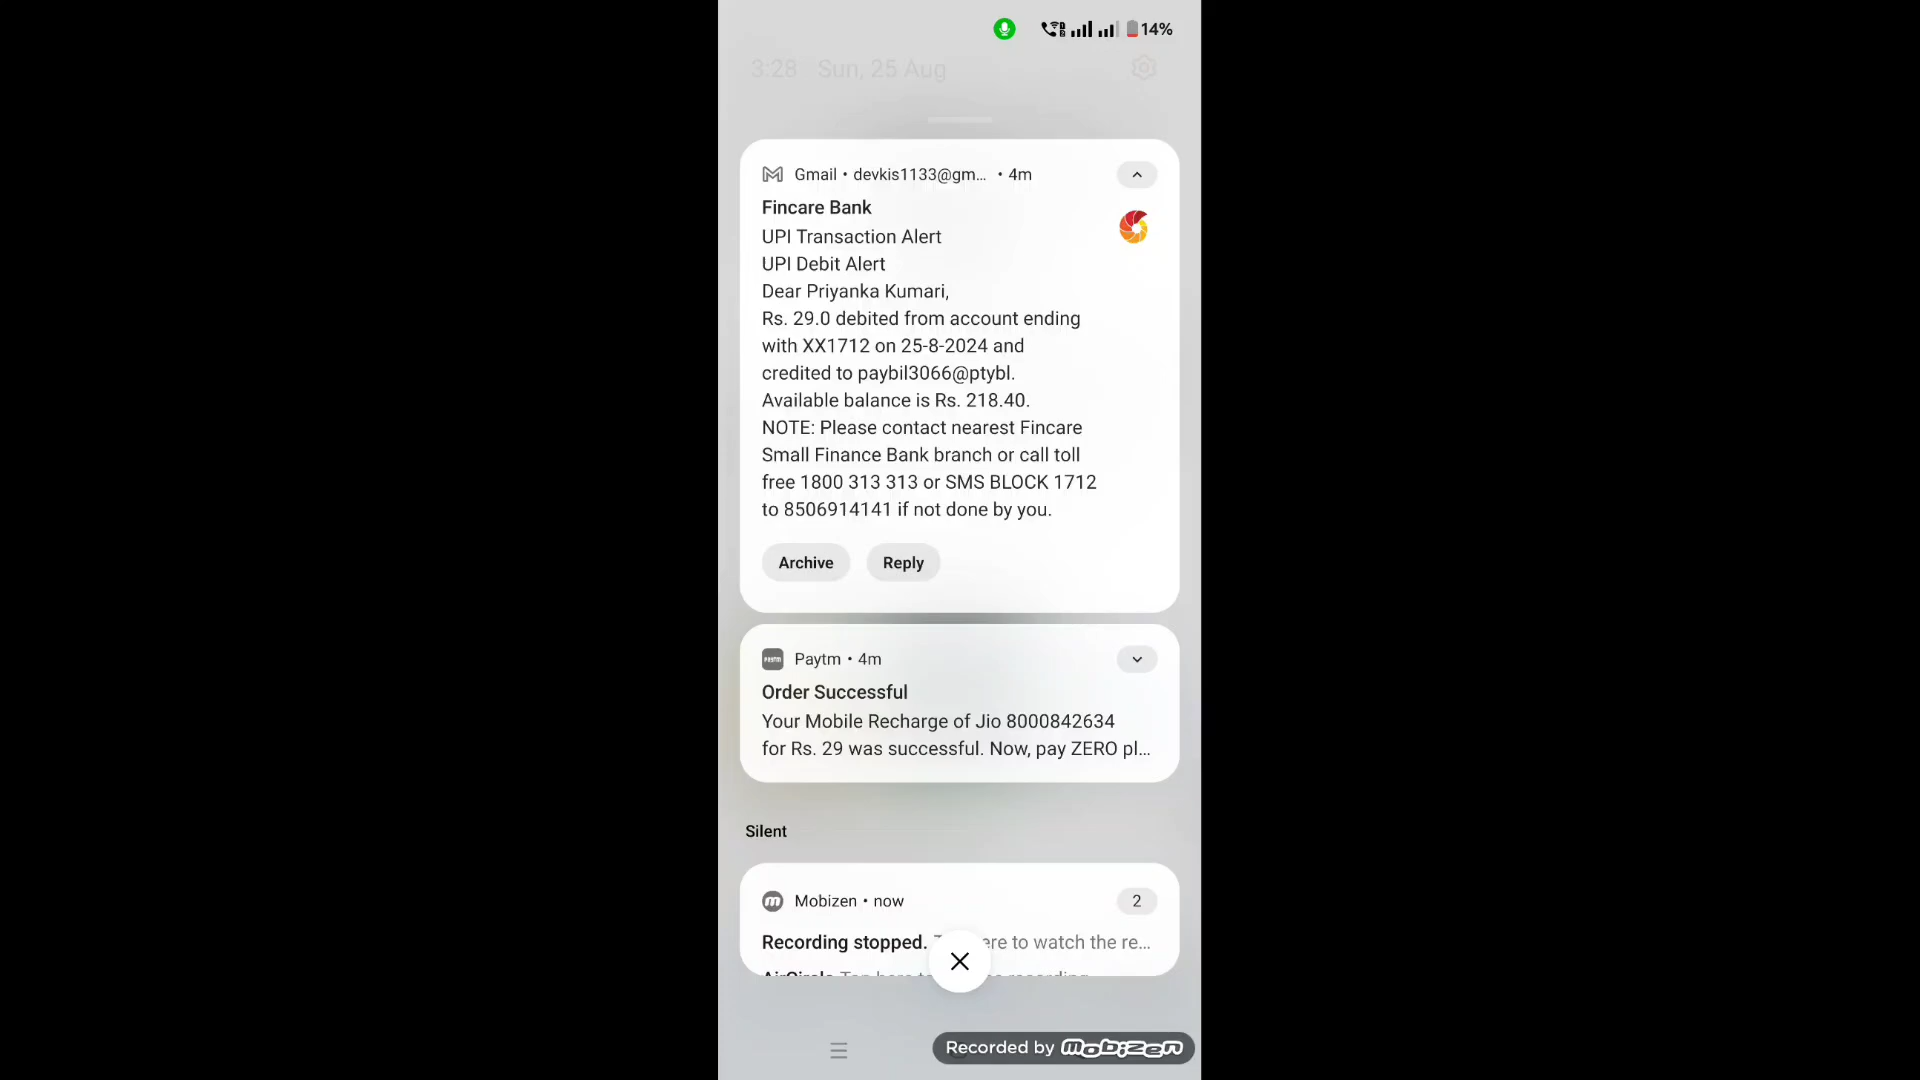 14%
3:28 Sun, 25 Aug
Gmail • devkis1133@gm... • 4m
Fincare Bank
UPI Transaction Alert
UPI Debit Alert
Dear Priyanka Kumari,
Rs. 29.0 debited from account ending
with XX1712 on 25-8-2024 and
credited to paybil3066@ptybl.
Available balance is Rs. 218.40.
NOTE: Please contact nearest Fincare
Small Finance Bank branch or call toll
free 1800 313 313 or SMS BLOCK 1712
to 8506914141 if not done by you.
Archive Reply
Paytm • 4m
Order Successful
Your Mobile Recharge of Jio 8000842634
for Rs. 29 was successful. Now, pay ZERO pl...
Silent
Mobizen • now 2
Recording stopped. to watch the re...
Recorded by mobizen